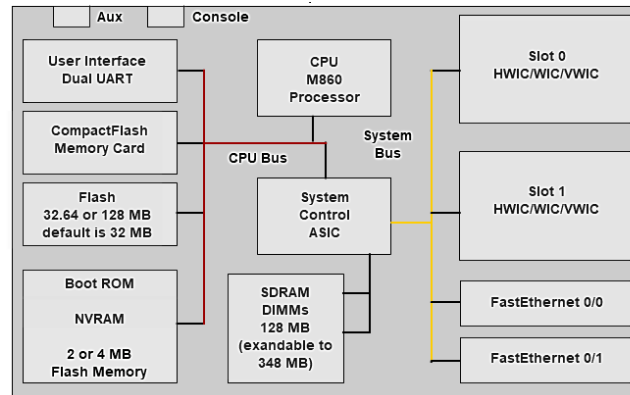 Aux
Console
User Interface
Dual UART
CPU
M860
Processor
Slot 0
HWIC/WIC/VWIC
CompactFlash
Memory Card
CPU Bus
System
Bus
Flash
32.64 or 128 MB
default is 32 MB
System
Control
ASIC
Slot 1
HWIC/WIC/VWIC
Boot ROM
NVRAM
2 or 4 MB
Flash Memory
SDRAM
DIMMs
128 MB
(exandable to
348 MB)
FastEthernet 0/0
FastEthernet 0/1